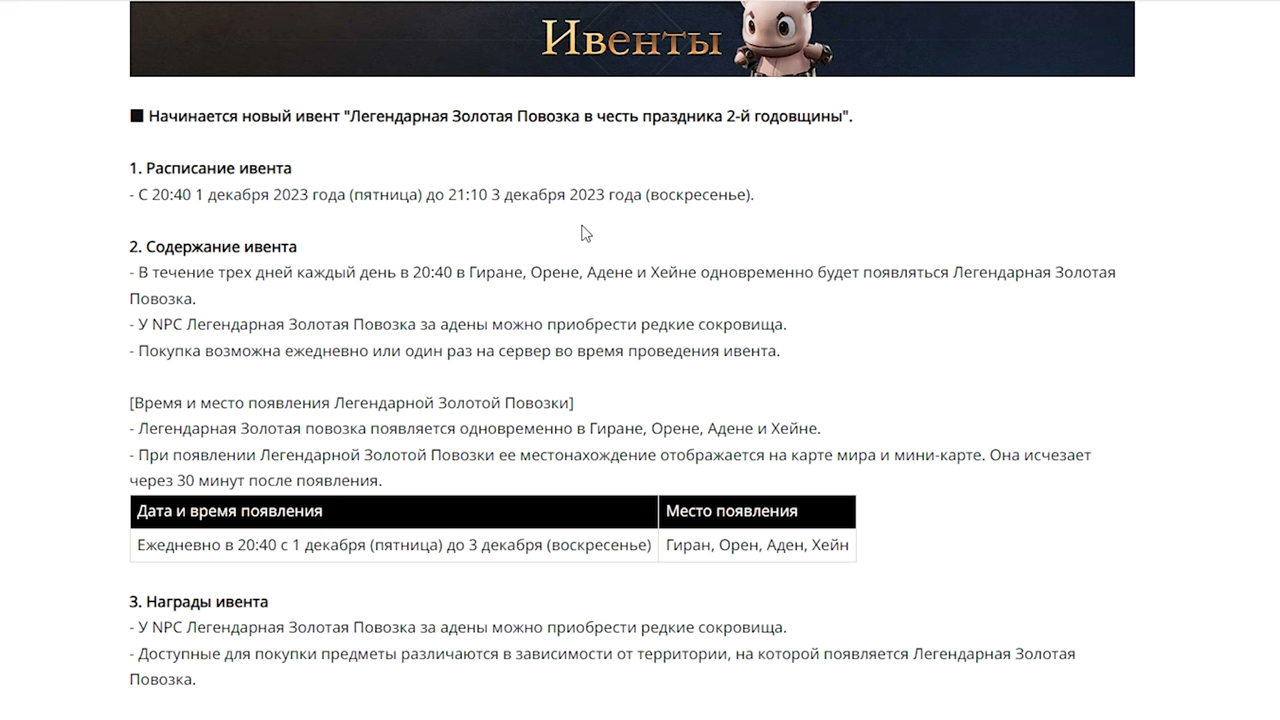 Ивенты
■ Начинается новый ивент "Легендарная Золотая Повозка в честь праздника 2-й годовщины".
1. Расписание ивента
- С 20:40 1 декабря 2023 года (пятница) до 21:10 3 декабря 2023 года (воскресенье).
2. Содержание ивента
- В течение трех дней каждый день в 20:40 в Гиране, Орене, Адене и Хейне одновременно будет появляться Легендарная Золотая
Повозка.
- У NPC Легендарная Золотая Повозка за адены можно приобрести редкие сокровища.
- Покупка возможна ежедневно или один раз на сервер во время проведения ивента.
[Время и место появления Легендарной Золотой Повозки]
- Легендарная Золотая повозка появляется одновременно в Гиране, Орене, Адене и Хейне.
- При появлении Легендарной Золотой Повозки ее местонахождение отображается на карте мира и мини-карте. Она исчезает
через 30 минут после появления.
Дата и время появления Место появления
Ежедневно в 20:40 с 1 декабря (пятница) до 3 декабря (воскресенье) Гиран, Орен, Аден, Хейн
3. Награды ивента
- У NPC Легендарная Золотая Повозка за адены можно приобрести редкие сокровища.
- Доступные для покупки предметы различаются в зависимости от территории, на которой появляется Легендарная Золотая
Повозка.